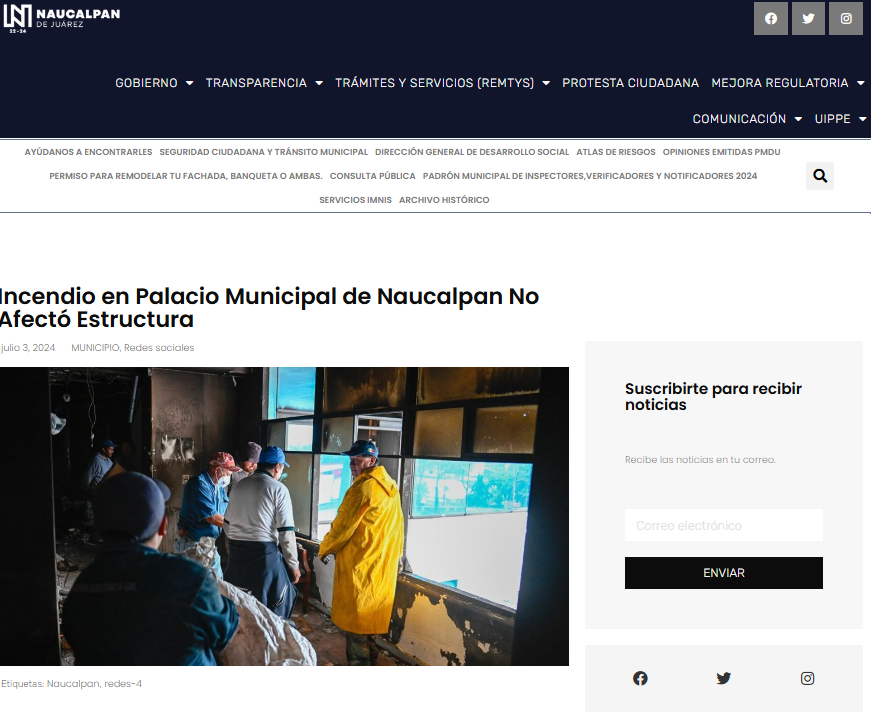 NAUCALPAN
DE JUÁREZ
22-24
GOBIERNO TRANSPARENCIA TRÁMITES Y SERVICIOS (REMTYS) PROTESTA CIUDADANA MEJORA REGULATORIA
COMUNICACIÓN UIPPE
AYÚDANOS A ENCONTRARLES SEGURIDAD CIUDADANA Y TRÁNSITO MUNICIPAL DIRECCIÓN GENERAL DE DESARROLLO SOCIAL ATLAS DE RIESGOS OPINIONES EMITIDAS PMDU
PERMISO PARA REMODELAR TU FACHADA, BANQUETA O AMBAS. CONSULTA PÚBLICA PADRÓN MUNICIPAL DE INSPECTORES,VERIFICADORES Y NOTIFICADORES 2024
SERVICIOS IMNIS ARCHIVO HISTÓRICO
Incendio en Palacio Municipal de Naucalpan No
Afectó Estructura
julio 3, 2024 MUNICIPIO, Redes sociales
Etiquetas: Naucalpan, redes-4
Suscribirte para recibir
noticias
Recibe las noticias en tu correo.
Correo electrónico
ENVIAR